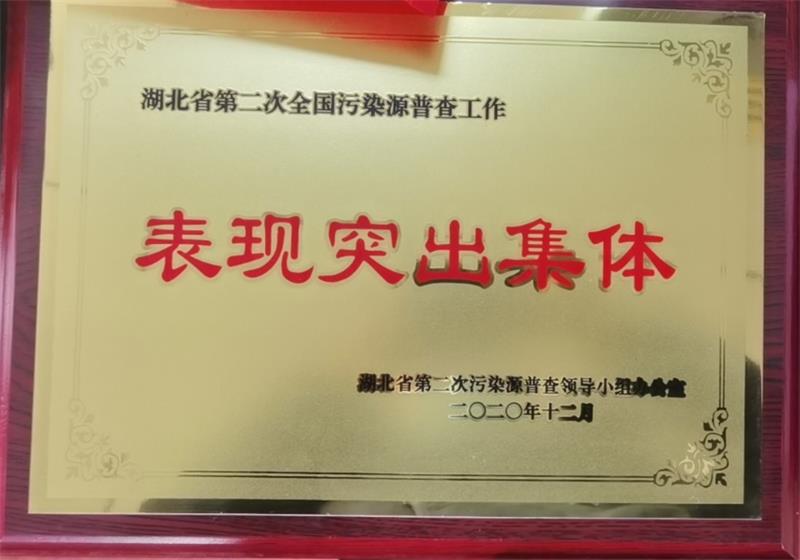 湖北省第二次全国污染源普查工作
表现突出集体
湖北省第二次污染源普查领导小组办公室
二〇二〇年十二月